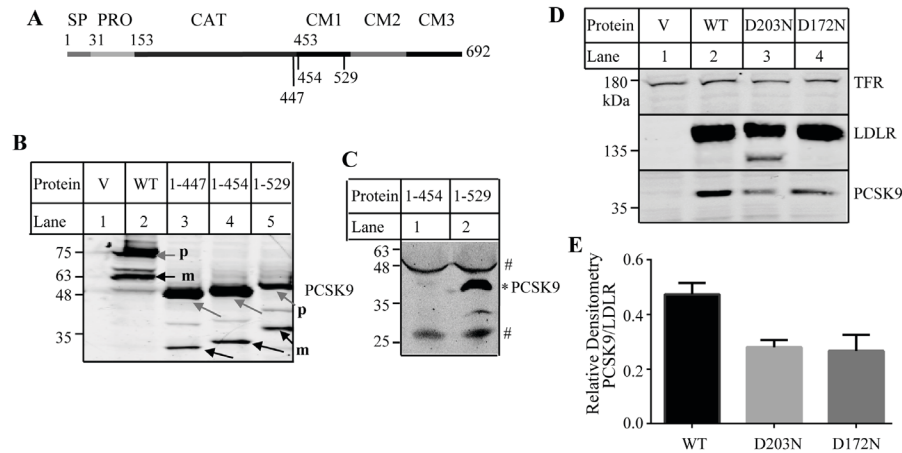 A
SP PRO CAT CM1 CM2 CM3
1 31 153 453 692
454 529
447
B
Protein V WT 1-447 1-454 1-529
Lane 1 2 3 4 5
75
63
48
35
p
m
PCSK9
p
m
C
Protein 1-454 1-529
Lane 1 2
63
48
35
25
#
*PCSK9
#
D
Protein V WT D203N D172N
Lane 1 2 3 4
180
kDa
TFR
135
LDLR
35
PCSK9
E
Relative Densitometry
PCSK9/LDLR
0.6
0.4
0.2
0.0
WT D203N D172N